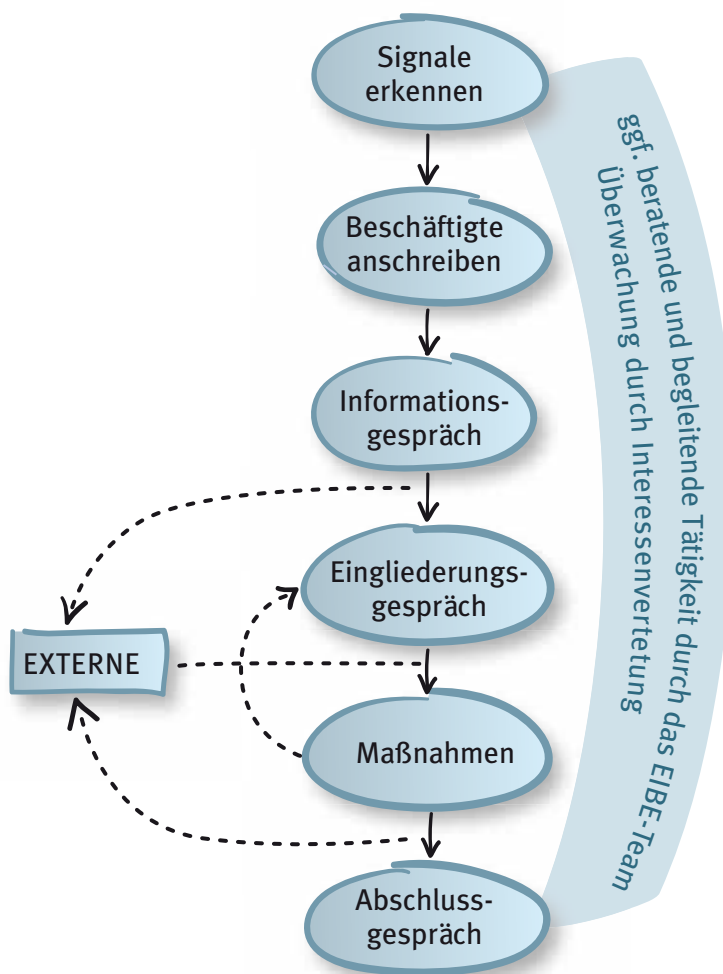 Signale
erkennen
Beschäftigte
anschreiben
Informations-
gespräch
Eingliederungs-
gespräch
EXTERNE
Maßnahmen
Abschluss-
gespräch
ggf. beratende und begleitende Tätigkeit durch das EIBE-Team
Überwachung durch Interessenvertetung